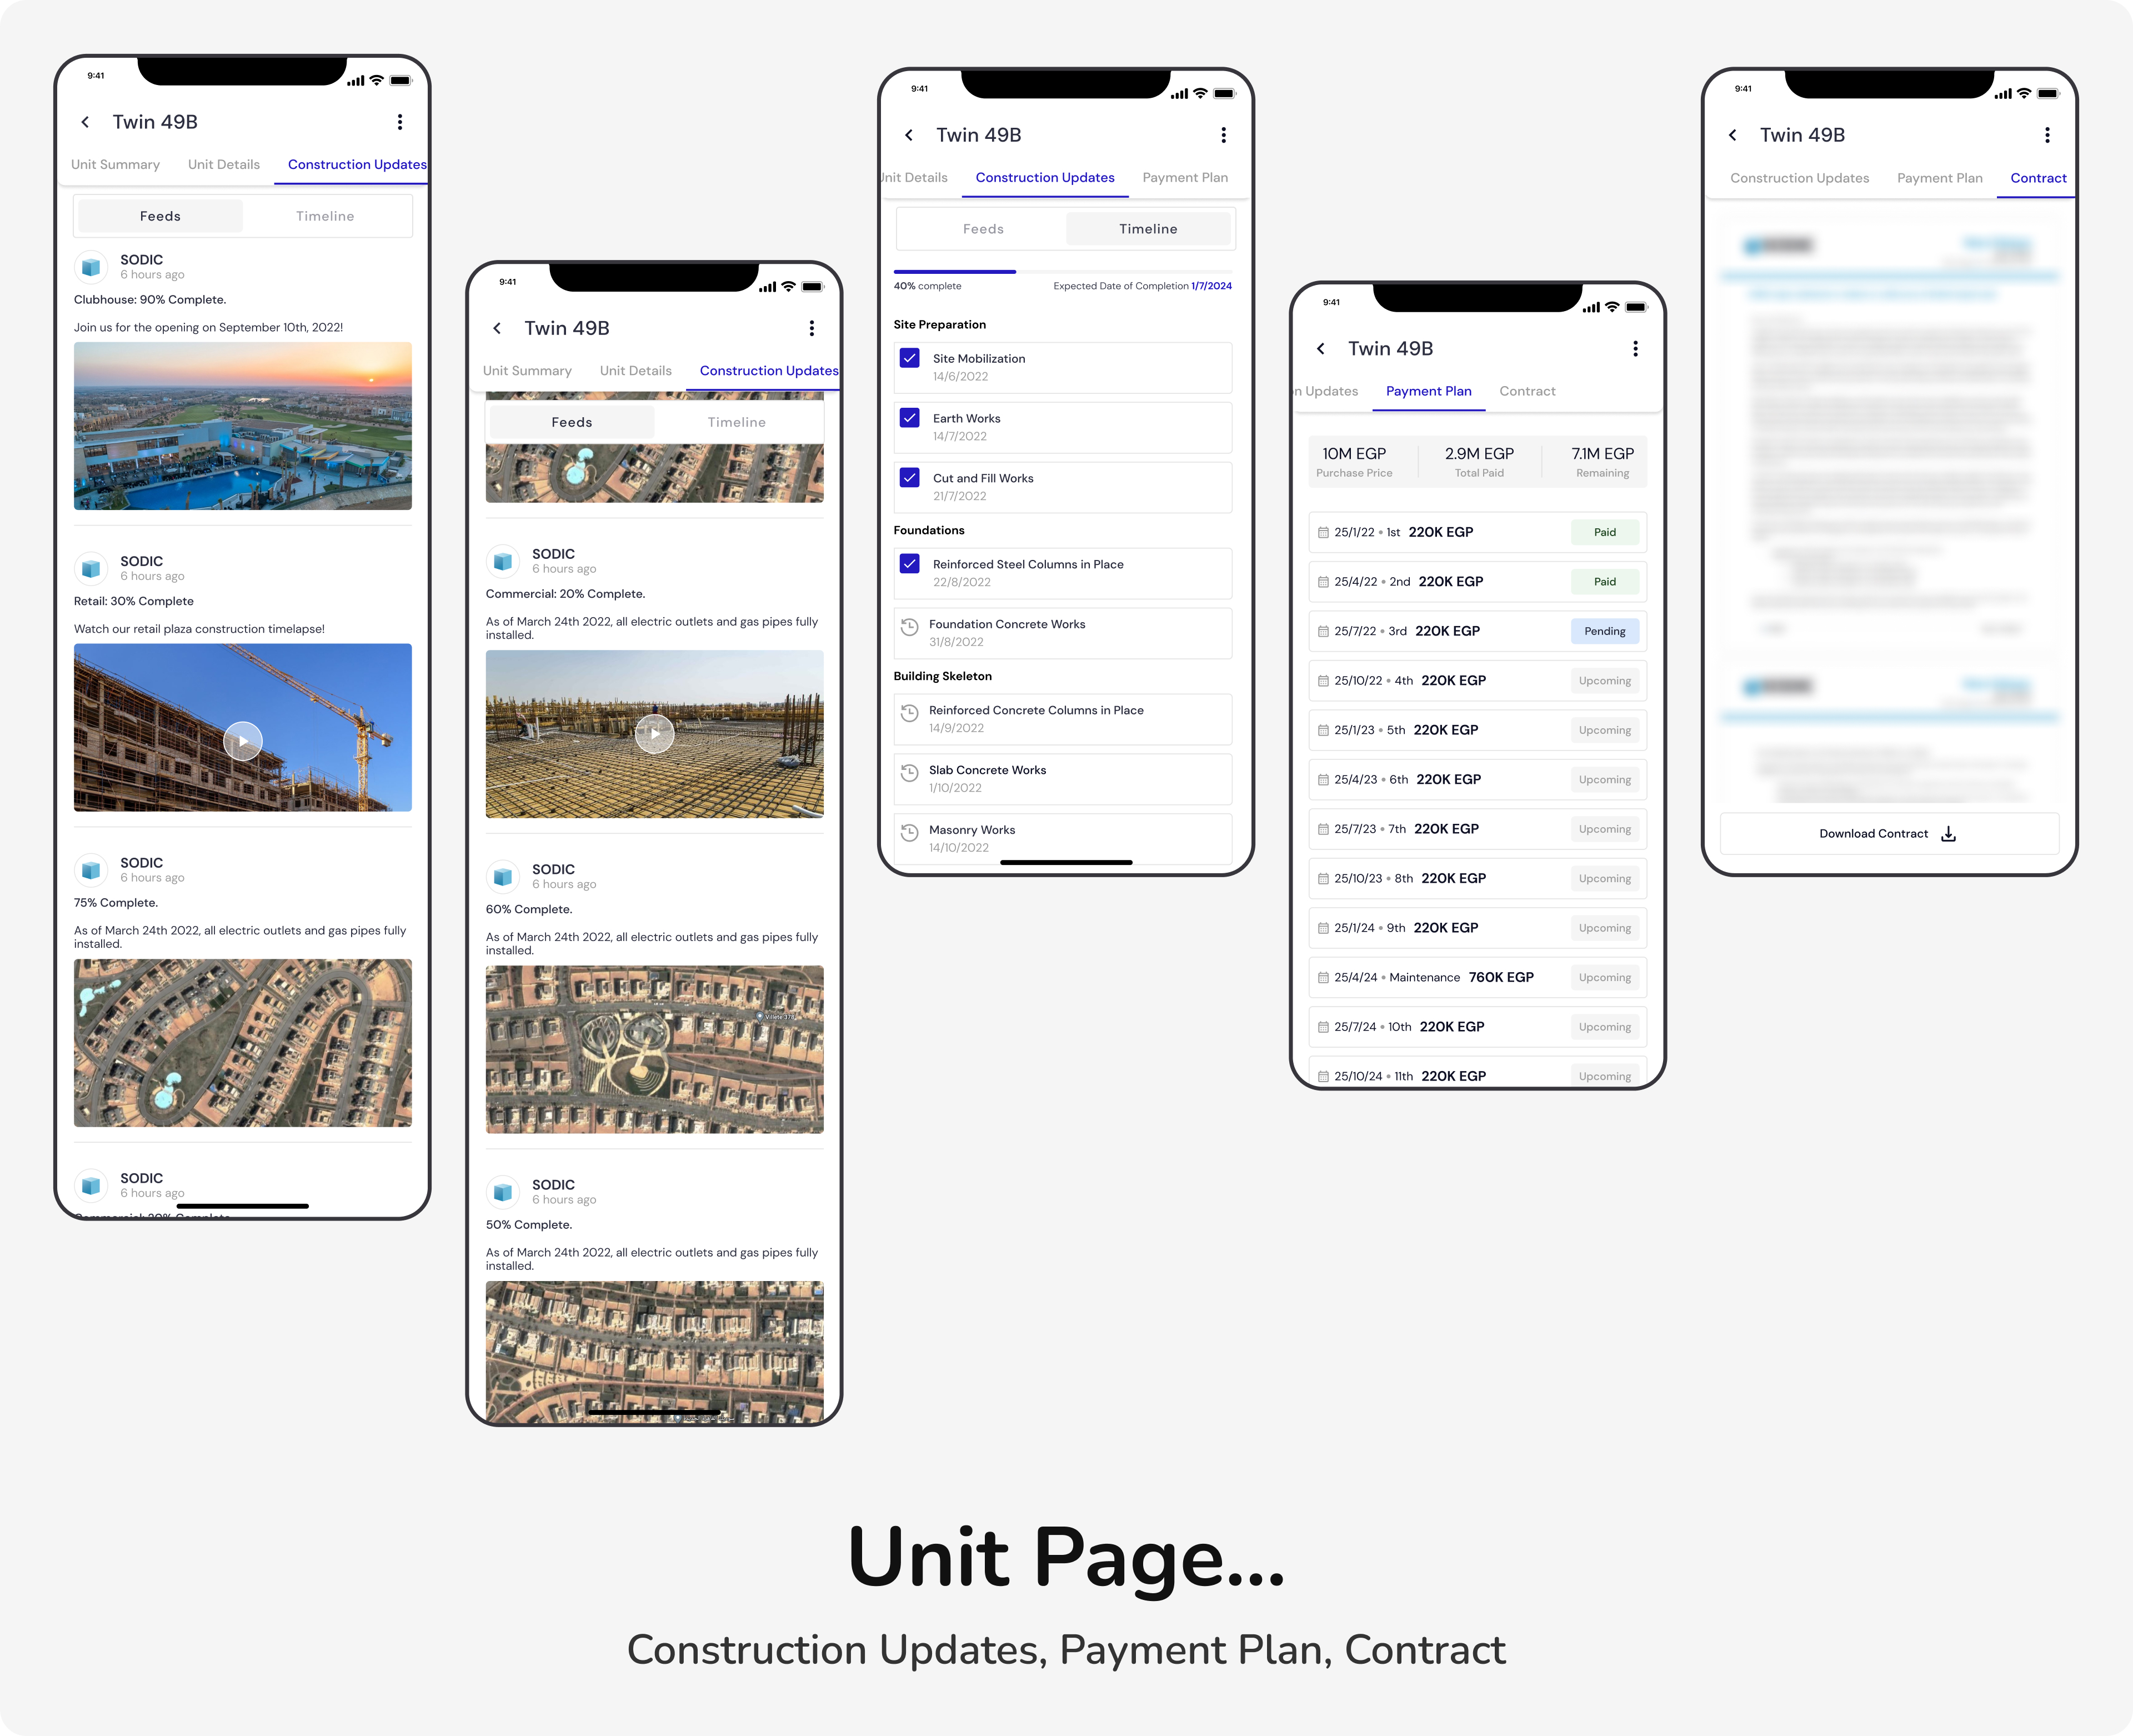 9:41
Twin 49B
Unit Summary Unit Details Construction Updates
Feeds Timeline
SODIC
6 hours ago
Clubhouse: 90% Complete.
Join us for the opening on September 10th, 2022!
SODIC
6 hours ago
Retail: 30% Complete
Watch our retail plaza construction timelapse!
SODIC
6 hours ago
75% Complete.
As of March 24th 2022, all electric outlets and gas pipes fully
installed.
SODIC
6 hours ago
Commercial: 20% Complete.
9:41
Twin 49B
Unit Summary Unit Details Construction Updates
Feeds Timeline
SODIC
6 hours ago
Commercial: 20% Complete.
As of March 24th 2022, all electric outlets and gas pipes fully
installed.
SODIC
6 hours ago
60% Complete.
As of March 24th 2022, all electric outlets and gas pipes fully
installed.
SODIC
6 hours ago
50% Complete.
As of March 24th 2022, all electric outlets and gas pipes fully
installed.
9:41
Twin 49B
Unit Details Construction Updates Payment Plan
Feeds Timeline
40% complete Expected Date of Completion 1/7/2024
Site Preparation
Site Mobilization
14/6/2022
Earth Works
14/7/2022
Cut and Fill Works
21/7/2022
Foundations
Reinforced Steel Columns in Place
22/8/2022
Foundation Concrete Works
31/8/2022
Building Skeleton
Reinforced Concrete Columns in Place
14/9/2022
Slab Concrete Works
1/10/2022
Masonry Works
14/10/2022
9:41
Twin 49B
n Updates Payment Plan Contract
10M EGP 2.9M EGP 7.1M EGP
Purchase Price Total Paid Remaining
25/1/22 • 1st 220K EGP Paid
25/4/22 • 2nd 220K EGP Paid
25/7/22 • 3rd 220K EGP Pending
25/10/22 • 4th 220K EGP Upcoming
25/1/23 • 5th 220K EGP Upcoming
25/4/23 • 6th 220K EGP Upcoming
25/7/23 • 7th 220K EGP Upcoming
25/10/23 • 8th 220K EGP Upcoming
25/1/24 • 9th 220K EGP Upcoming
25/4/24 • Maintenance 760K EGP Upcoming
25/7/24 • 10th 220K EGP Upcoming
25/10/24 • 11th 220K EGP Upcoming
9:41
Twin 49B
Construction Updates Payment Plan Contract
Download Contract
Unit Page...
Construction Updates, Payment Plan, Contract